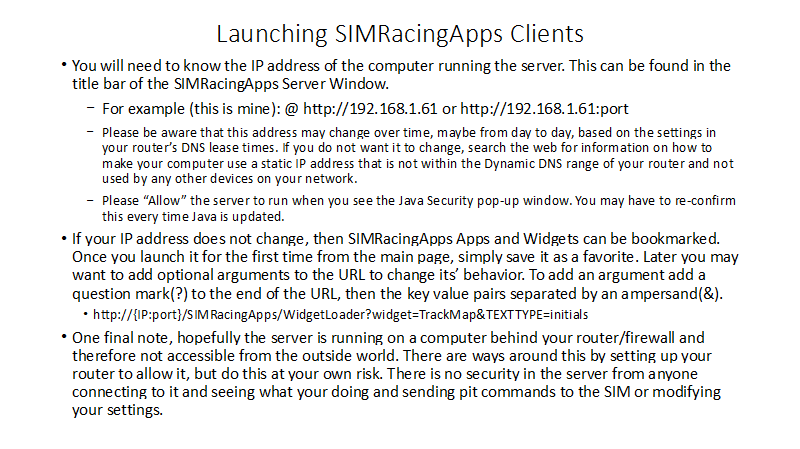 Launching SIMRacingApps Clients
• You will need to know the IP address of the computer running the server. This can be found in the
title bar of the SIMRacingApps Server Window.
– For example (this is mine): @ http://192.168.1.61 or http://192.168.1.61:port
– Please be aware that this address may change over time, maybe from day to day, based on the settings in
your router's DNS lease times. If you do not want it to change, search the web for information on how to
make your computer use a static IP address that is not within the Dynamic DNS range of your router and not
used by any other devices on your network.
– Please “Allow” the server to run when you see the Java Security pop-up window. You may have to re-confirm
this every time Java is updated.
• If your IP address does not change, then SIMRacingApps Apps and Widgets can be bookmarked.
Once you launch it for the first time from the main page, simply save it as a favorite. Later you may
want to add optional arguments to the URL to change its’ behavior. To add an argument add a
question mark(?) to the end of the URL, then the key value pairs separated by an ampersand(&).
• http://{IP:port}/SIMRacingApps/WidgetLoader?widget=TrackMap&TEXTTYPE=initials
• One final note, hopefully the server is running on a computer behind your router/firewall and
therefore not accessible from the outside world. There are ways around this by setting up your
router to allow it, but do this at your own risk. There is no security in the server from anyone
connecting to it and seeing what your doing and sending pit commands to the SIM or modifying
your settings.